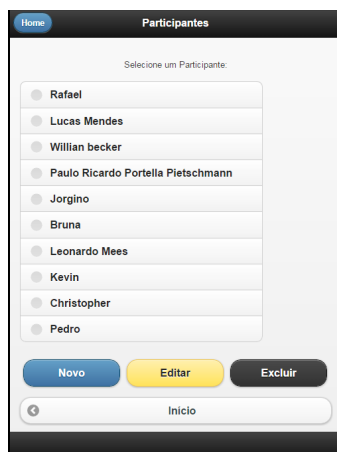 Home
Participantes
Selecione um Participante:
Rafael
Lucas Mendes
Willian becker
Paulo Ricardo Portella Pietschmann
Jorgino
Bruna
Leonardo Mees
Kevin
Christopher
Pedro
Novo
Editar
Excluir
Inicio